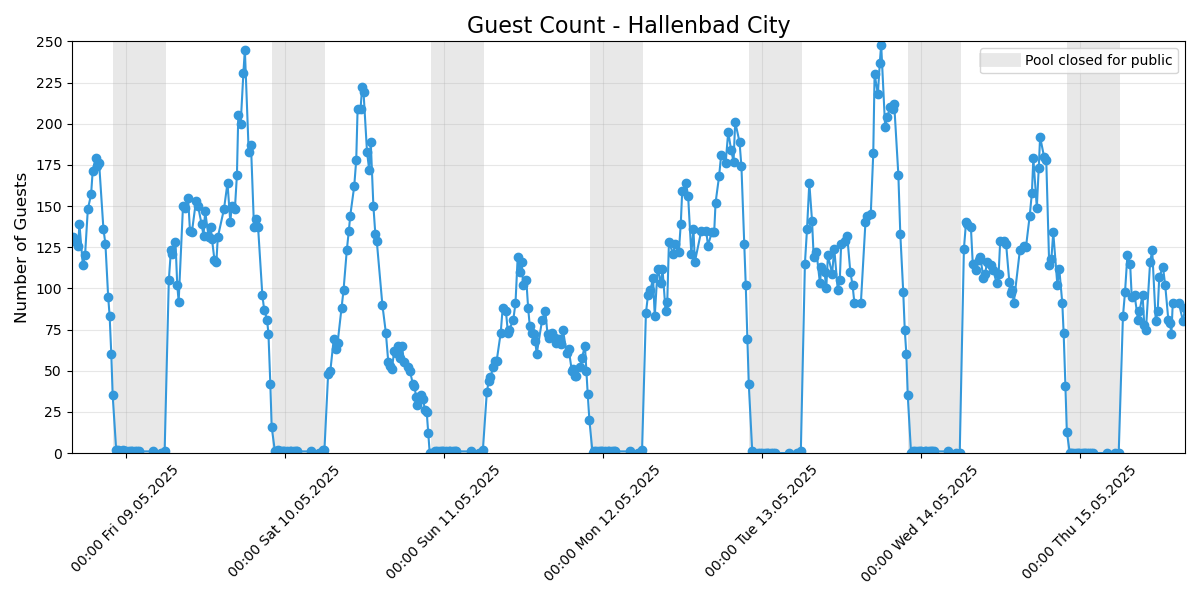 Guest Count - Hallenbad City
Pool closed for public
Number of Guests
250
225
200
175
150
125
100
75
50
25
0
00:00 Fri 09.05.2025
00:00 Sat 10.05.2025
00:00 Sun 11.05.2025
00:00 Mon 12.05.2025
00:00 Tue 13.05.2025
00:00 Wed 14.05.2025
00:00 Thu 15.05.2025